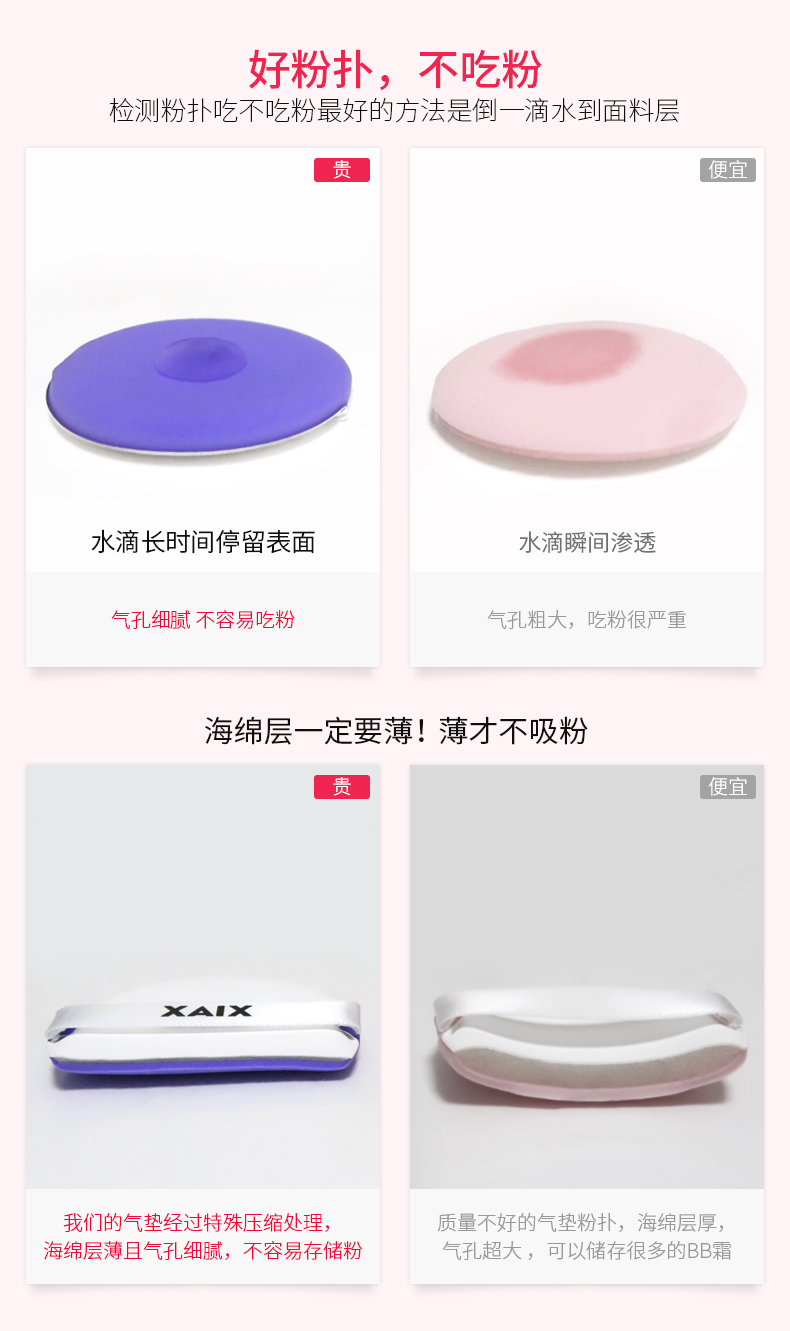 好粉扑，不吃粉
检测粉扑吃不吃粉最好的方法是倒一滴水到面料层
贵
便宜
水滴长时间停留表面
水滴瞬间渗透
气孔细腻 不容易吃粉
气孔粗大，吃粉很严重
海绵层一定要薄！薄才不吸粉
贵
便宜
XAIX
我们的气垫经过特殊压缩处理，
海绵层薄且气孔细腻，不容易存储粉
质量不好的气垫粉扑，海绵层厚，
气孔超大 ，可以储存很多的BB霜